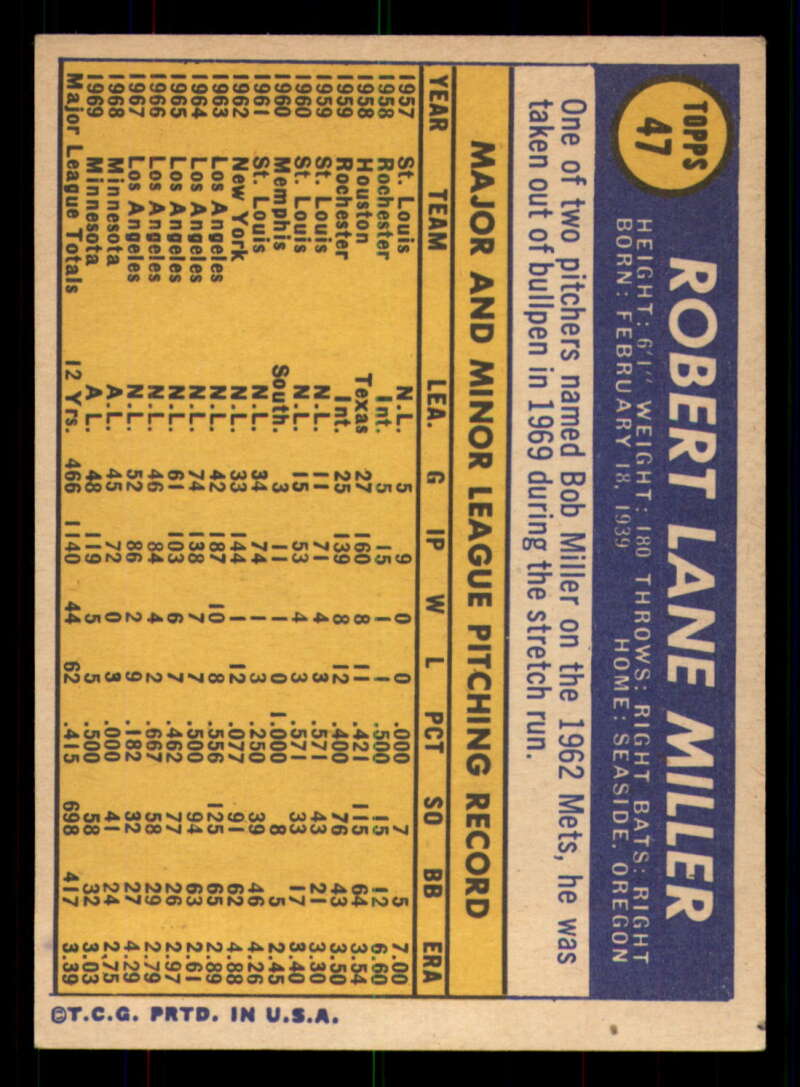 TOPPS
47
ROBERT LANE MILLER
HEIGHT: 6'1" WEIGHT: 180 THROWS: RIGHT BATS: RIGHT
BORN: FEBRUARY 18, 1939 HOME: SEASIDE, OREGON
One of two pitchers named Bob Miller on the 1962 Mets, he was
taken out of bullpen in 1969 during the stretch run.
MAJOR AND MINOR LEAGUE PITCHING RECORD
YEAR TEAM LEA. G IP W L PCT SO BB ERA
1957 St. Louis N.L. 5 9 0 0 .000 7 5 7.00
1958 Rochester Int. 5 15 1 1 .500 15 12 6.60
1958 Houston Texas 27 160 8 11 .421 115 64 3.54
1959 Rochester Int. 25 139 8 12 .400 76 43 3.50
1959 St. Louis N.L. 11 71 4 3 .571 43 21 3.30
1960 St. Louis N.L. 15 53 4 3 .571 33 17 3.40
1960 Memphis South. 3 11 1 0 1.000 8 5 2.45
1961 St. Louis N.L. 34 74 1 3 .250 39 46 4.26
1962 New York N.L. 33 144 1 12 .077 91 62 4.88
1963 Los Angeles N.L. 42 187 10 8 .556 125 65 2.89
1964 Los Angeles N.L. 74 138 7 7 .500 94 63 2.61
1965 Los Angeles N.L. 61 103 6 7 .462 77 26 2.97
1966 Los Angeles N.L. 46 84 4 2 .667 58 29 2.79
1967 Los Angeles N.L. 52 86 2 9 .182 32 27 4.29
1968 Minnesota A.L. 45 72 0 3 .000 41 24 2.75
1969 Minnesota A.L. 48 119 5 5 .500 58 32 3.03
Major League Totals 12 Yrs. 466 1140 44 62 .415 698 417 3.39
©T.C.G. PRTD. IN U.S.A.